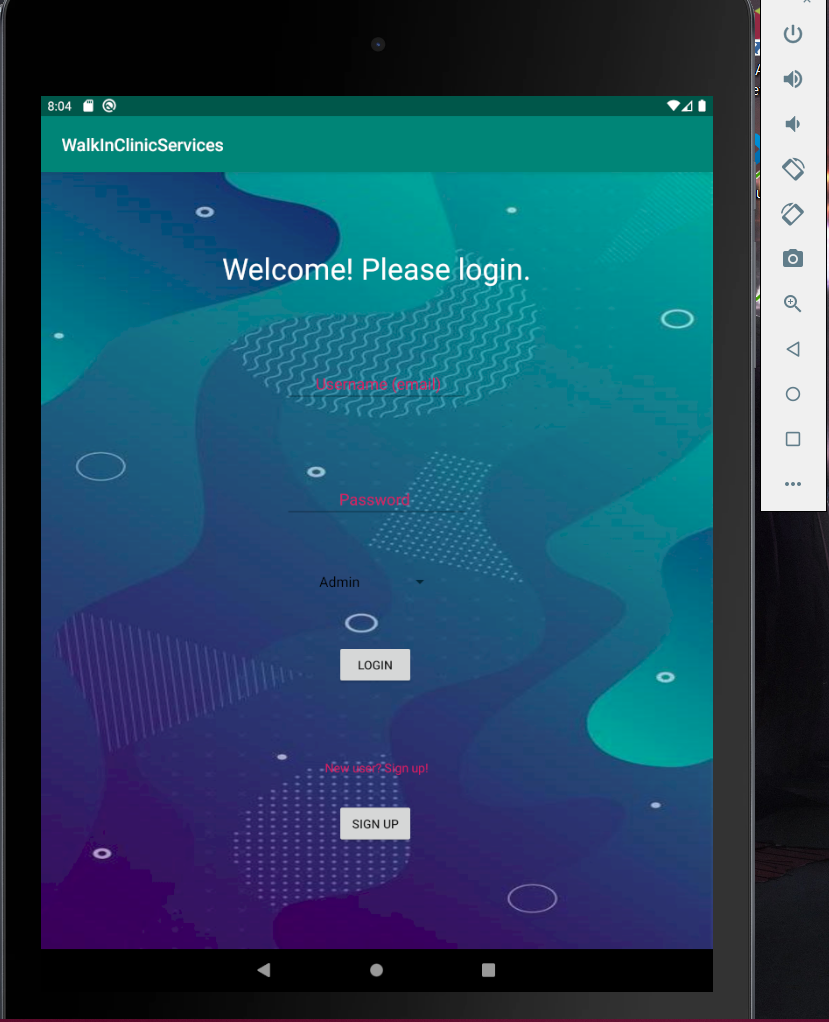 8:04
WalkInClinicServices
Welcome! Please login.
Username (email)
Password
Admin
LOGIN
New user? Sign up!
SIGN UP